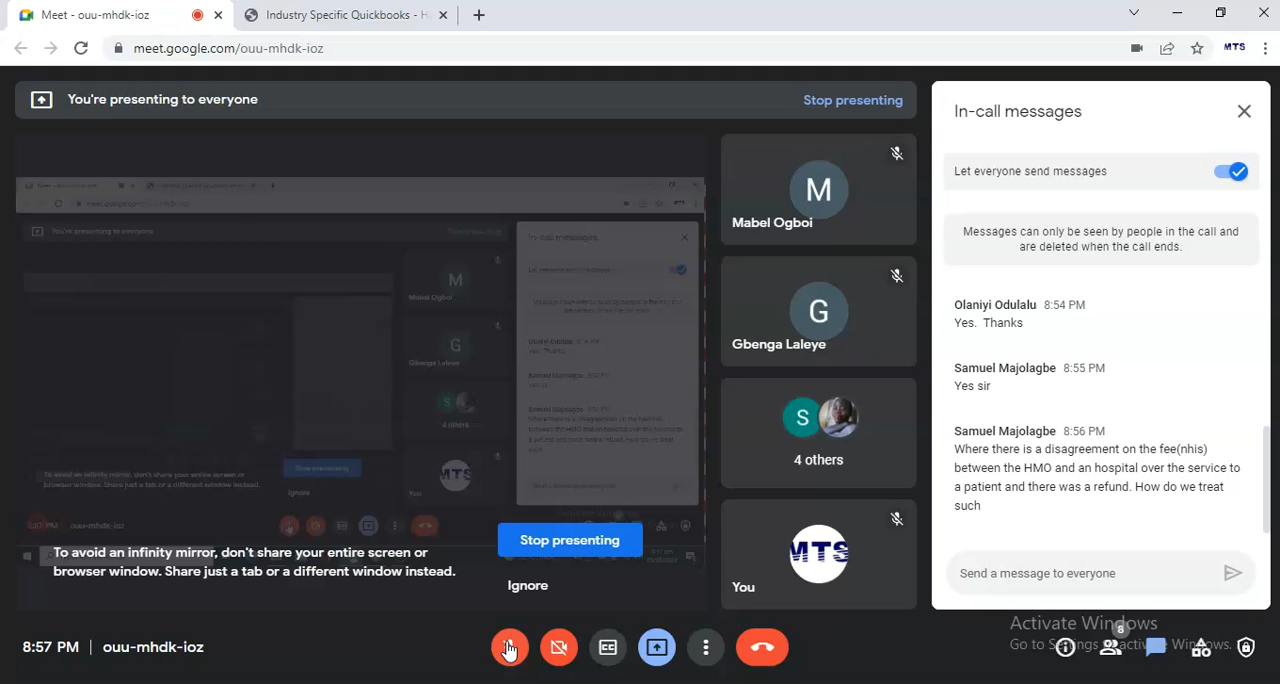 Meet - ouu-mhdk-ioz
Industry Specific Quickbooks - H
meet.google.com/ouu-mhdk-ioz
MTS
You're presenting to everyone
Stop presenting
Mabel Ogboi
M
Gbenga Laleye
G
S
4 others
MTS
You
To avoid an infinity mirror, don't share your entire screen or
browser window. Share just a tab or a different window instead.
Stop presenting
Ignore
In-call messages
Let everyone send messages
Messages can only be seen by people in the call and
are deleted when the call ends.
Olaniyi Odulalu 8:54 PM
Yes. Thanks
Samuel Majolagbe 8:55 PM
Yes sir
Samuel Majolagbe 8:56 PM
Where there is a disagreement on the fee(nhis)
between the HMO and an hospital over the service to
a patient and there was a refund. How do we treat
such
Send a message to everyone
Activate Windows
Go to Settings to activate Windows.
8
8:57 PM | ouu-mhdk-ioz